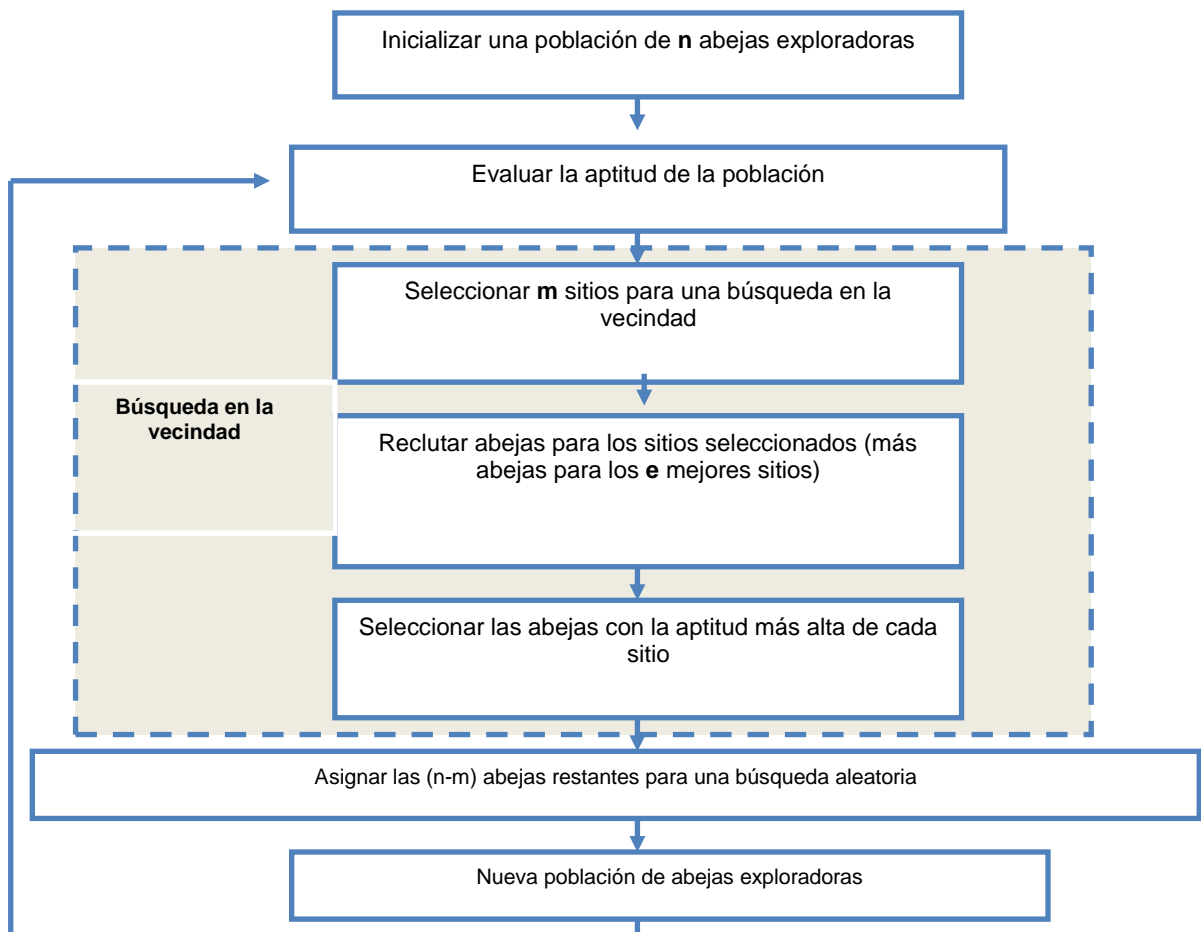 Inicializar una población de n abejas exploradoras
Evaluar la aptitud de la población
Seleccionar m sitios para una búsqueda en la
vecindad
Búsqueda en la
vecindad
Reclutar abejas para los sitios seleccionados (más
abejas para los e mejores sitios)
Seleccionar las abejas con la aptitud más alta de cada
sitio
Asignar las (n-m) abejas restantes para una búsqueda aleatoria
Nueva población de abejas exploradoras